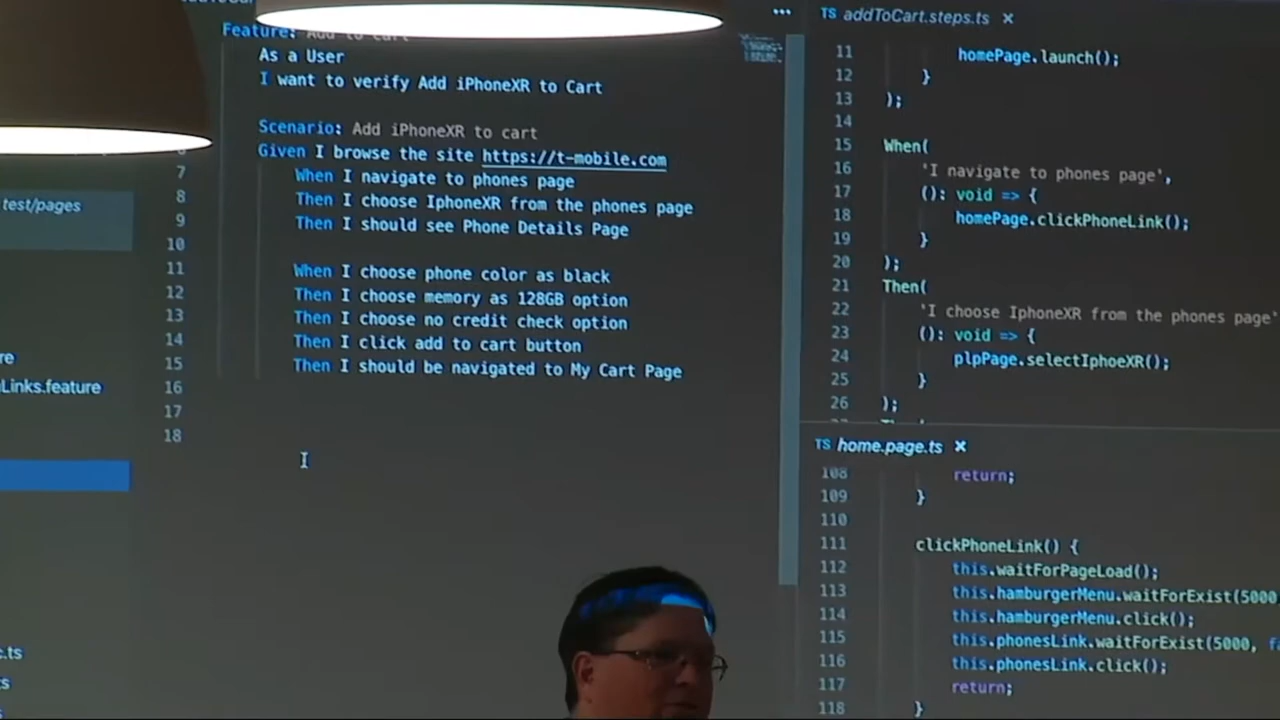 Feature: Add to cart
As a User
I want to verify Add iPhoneXR to Cart
Scenario: Add iPhoneXR to cart
Given I browse the site https://t-mobile.com
7 When I navigate to phones page
8 Then I choose IphoneXR from the phones page
9 Then I should see Phone Details Page
10
11 When I choose phone color as black
12 Then I choose memory as 128GB option
13 Then I choose no credit check option
14 Then I click add to cart button
15 Then I should be navigated to My Cart Page
16
17
18
test/pages
re
Links.feature
.ts
s
TS addToCart.steps.ts ×
11 homePage.launch();
12 }
13 );
14
15 When(
16 'I navigate to phones page',
17 (): void => {
18 homePage.clickPhoneLink();
19 }
20 );
21 Then(
22 'I choose IphoneXR from the phones page'
23 (): void => {
24 plpPage.selectIphoeXR();
25 }
26 );
TS home.page.ts ×
108 return;
109 }
110
111 clickPhoneLink() {
112 this.waitForPageLoad();
113 this.hamburgerMenu.waitForExist(5000
114 this.hamburgerMenu.click();
115 this.phonesLink.waitForExist(5000,
116 this.phonesLink.click();
117 return;
118 }